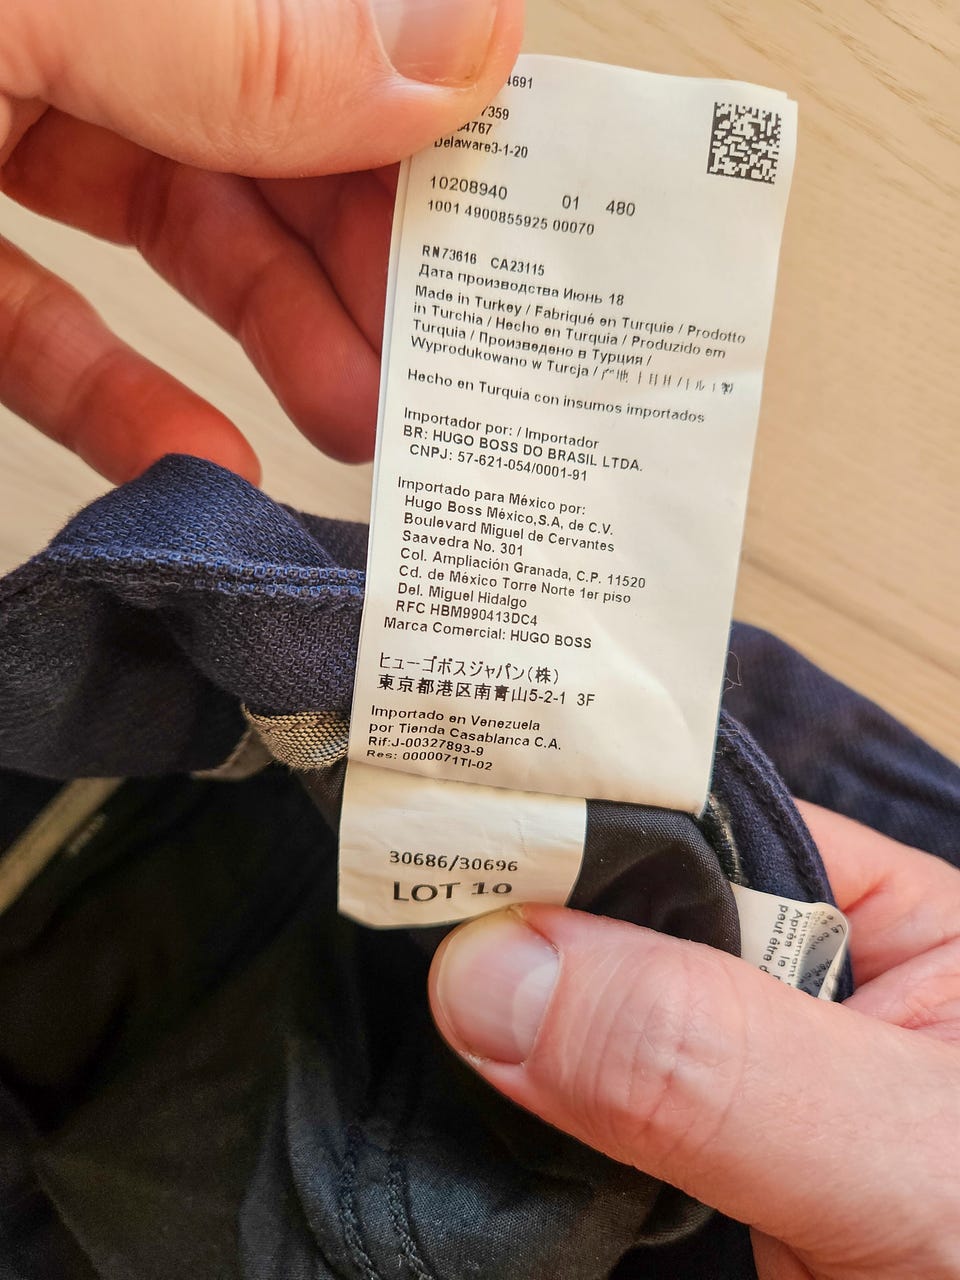 4691
7359
4767
Delaware3-1-20
10208940 01 480
1001 4900855925 00070
RN73616 CA23115
Дата производства Июнь 18
Made in Turkey / Fabriqué en Turquie / Prodotto
in Turchia / Hecho en Turquia / Produzido em
Turquia / Произведено в Турции /
Wyprodukowano w Turcja /
Hecho en Turquia con insumos importados
Importador por: / Importador
BR: HUGO BOSS DO BRASIL LTDA.
CNPJ: 57-621-054/0001-91
Importado para México por:
Hugo Boss México,S.A, de C.V.
Boulevard Miguel de Cervantes
Saavedra No. 301
Col. Ampliación Granada, C.P. 11520
Cd. de México Torre Norte 1er piso
Del. Miguel Hidalgo
RFC HBM990413DC4
Marca Comercial: HUGO BOSS
ヒューゴボスジャパン(株)
東京都港区南青山5-2-1 3F
Importado en Venezuela
por Tienda Casablanca C.A.
Rif:J-00327893-9
Res: 0000071TI-02
30686/30696
LOT 10
Après le
traitement
peut être